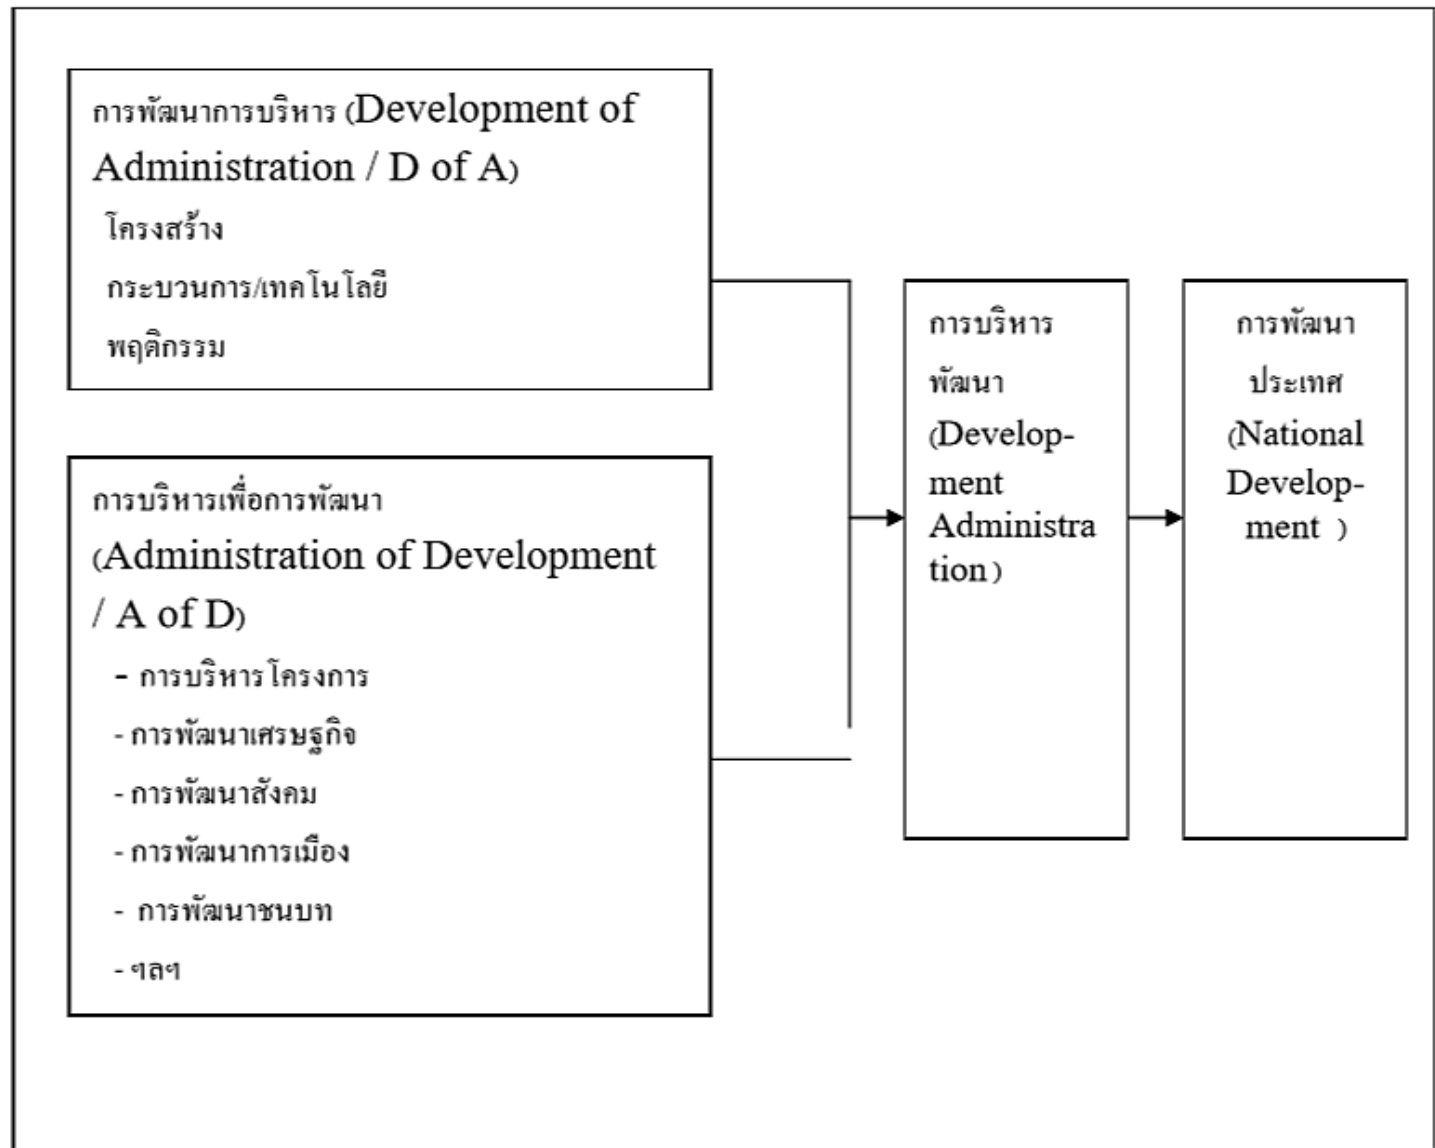 การพัฒนาการบริหาร (Development of
Administration / D of A)
โครงสร้าง
กระบวนการ/เทคโนโลยี
พฤติกรรม
การบริหารเพื่อการพัฒนา
(Administration of Development
/ A of D)
- การบริหารโครงการ
- การพัฒนาเศรษฐกิจ
- การพัฒนาสังคม
- การพัฒนาการเมือง
- การพัฒนาชนบท
- ฯลฯ
การบริหาร
พัฒนา
(Develop-
ment
Administra
tion)
การพัฒนา
ประเทศ
(National
Develop-
ment )